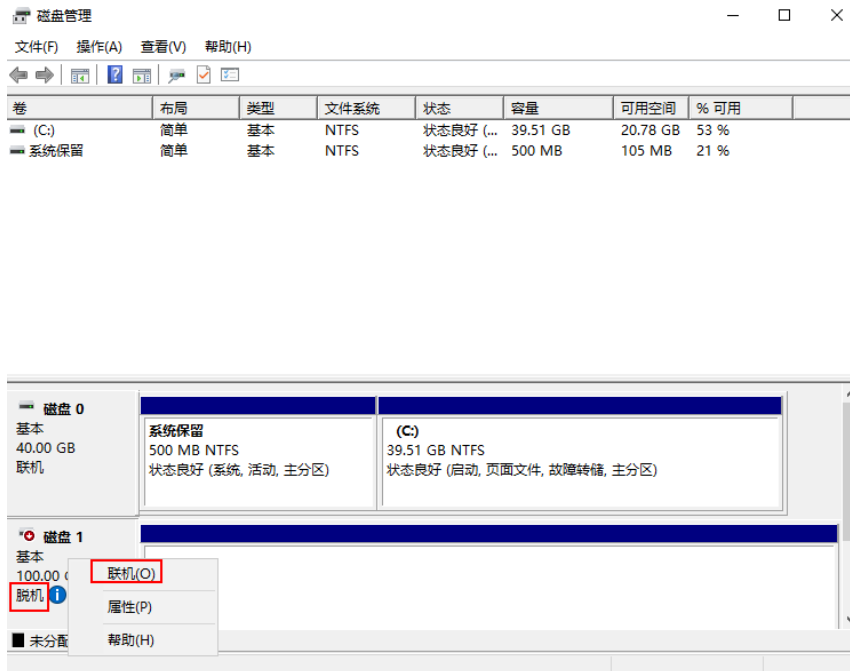 磁盘管理
文件(F) 操作(A) 查看(V) 帮助(H)
卷 布局 类型 文件系统 状态 容量 可用空间 % 可用
(C:) 简单 基本 NTFS 状态良好 (... 39.51 GB 20.78 GB 53 %
系统保留 简单 基本 NTFS 状态良好 (... 500 MB 105 MB 21 %
磁盘 0
基本
40.00 GB
联机
系统保留
500 MB NTFS
状态良好 (系统, 活动, 主分区)
(C:)
39.51 GB NTFS
状态良好 (启动, 页面文件, 故障转储, 主分区)
磁盘 1
基本
100.00
脱机
联机(O)
属性(P)
帮助(H)
未分配